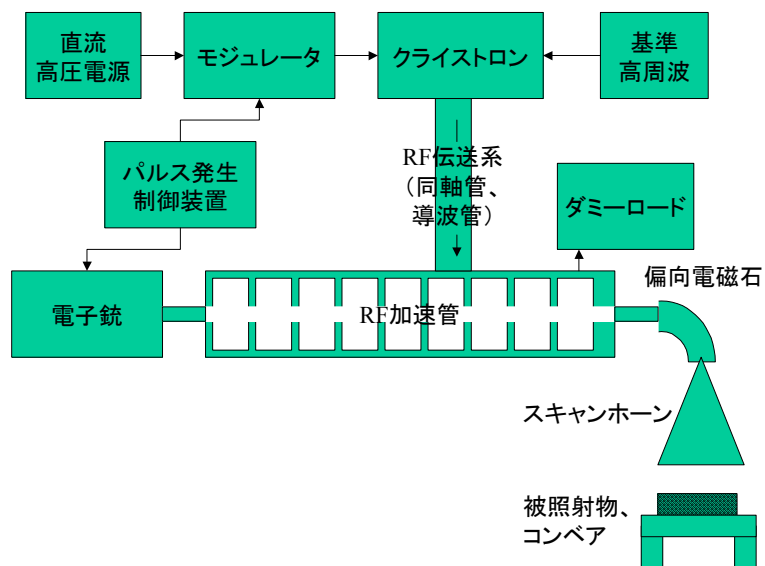 直流
高圧電源
モジュレータ
クライストロン
基準
高周波
パルス発生
制御装置
RF伝送系
（同軸管、
導波管）
ダミーロード
電子銃
RF加速管
偏向電磁石
スキャンホーン
被照射物、
コンベア